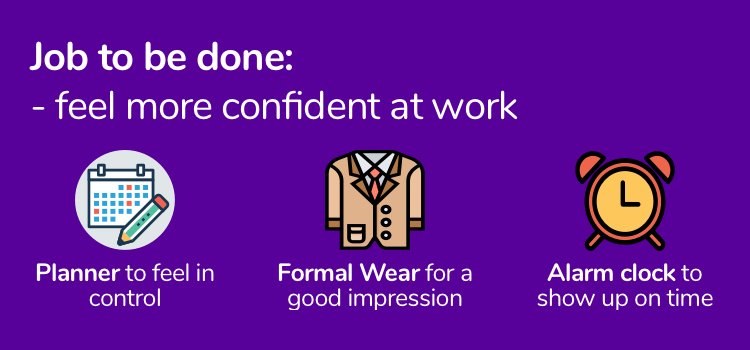 Job to be done:
- feel more confident at work
Planner to feel in
control
Formal Wear for a
good impression
Alarm clock to
show up on time